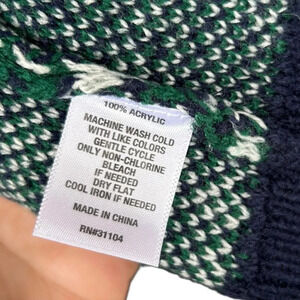 100% ACRYLIC
MACHINE WASH COLD
WITH LIKE COLORS
GENTLE CYCLE
ONLY NON-CHLORINE
BLEACH
IF NEEDED
DRY FLAT
COOL IRON IF NEEDED
MADE IN CHINA
RN#31104